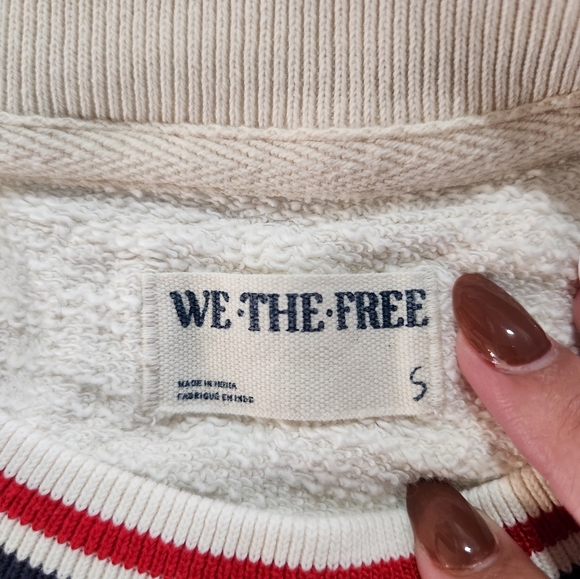 WE·THE·FREE
MADE IN INDIA
FABRIQUÉ EN INDE
S